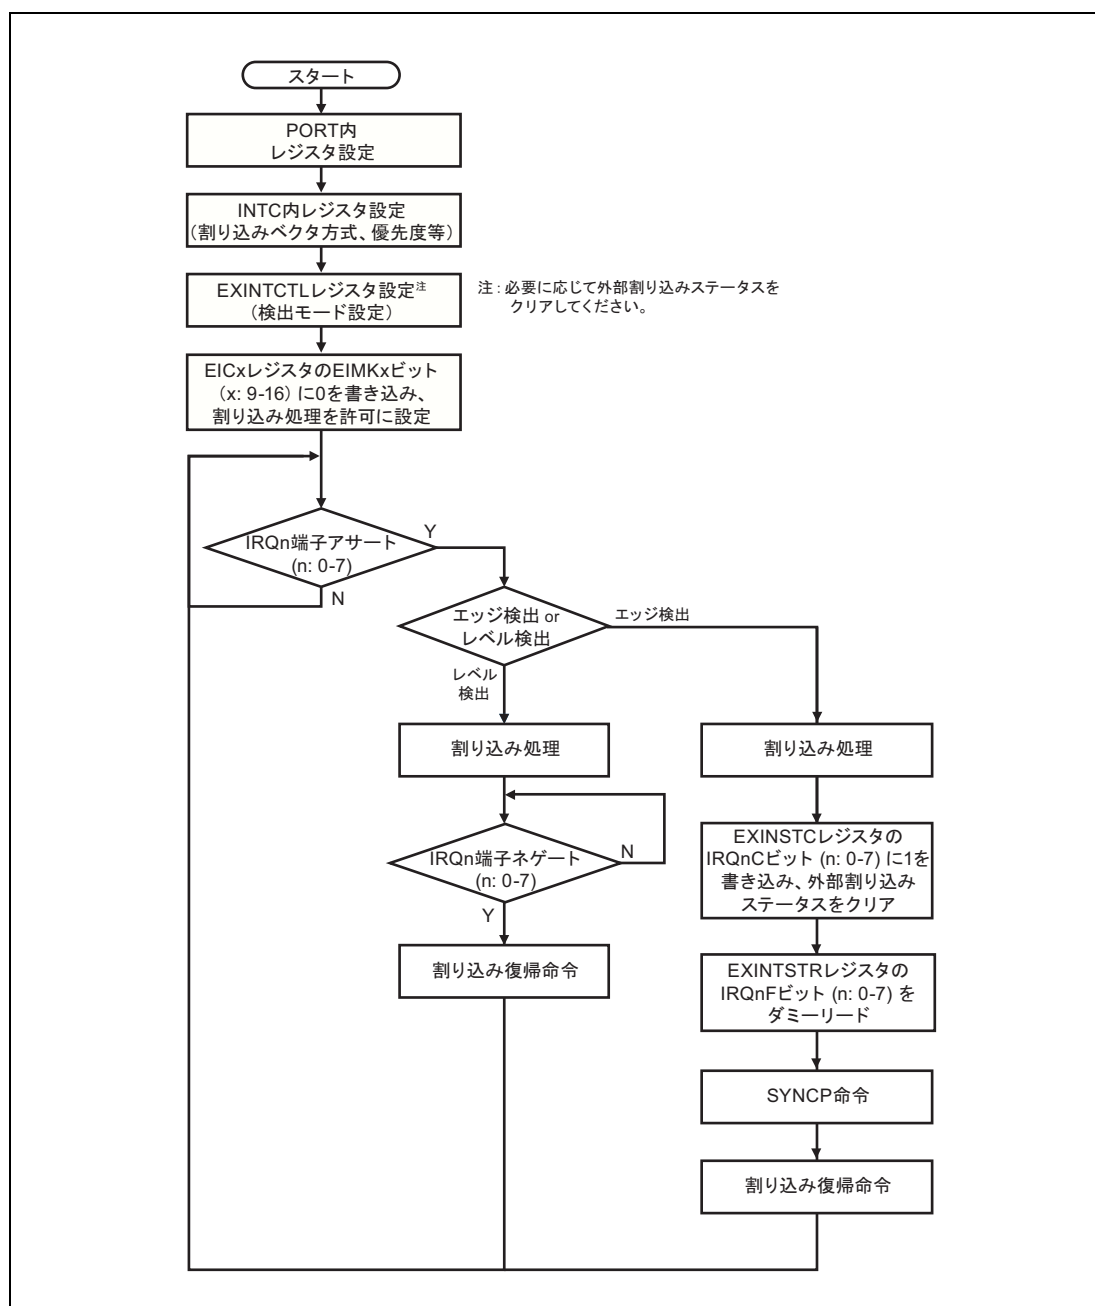 スタート
PORT内
レジスタ設定
INTC内レジスタ設定
(割り込みベクタ方式、優先度等)
EXINTCTLレジスタ設定注
(検出モード設定)
注 : 必要に応じて外部割り込みステータスを
クリアしてください。
EICxレジスタのEIMKxビット
(x: 9-16) に0を書き込み、
割り込み処理を許可に設定
IRQn端子アサート
(n: 0-7)
Y
N
エッジ検出 or
レベル検出
エッジ検出
レベル
検出
割り込み処理
IRQn端子ネゲート
(n: 0-7)
N
Y
割り込み復帰命令
割り込み処理
EXINSTCレジスタの
IRQnCビット (n: 0-7) に1を
書き込み、外部割り込み
ステータスをクリア
EXINTSTRレジスタの
IRQnFビット (n: 0-7) を
ダミーリード
SYNCP命令
割り込み復帰命令